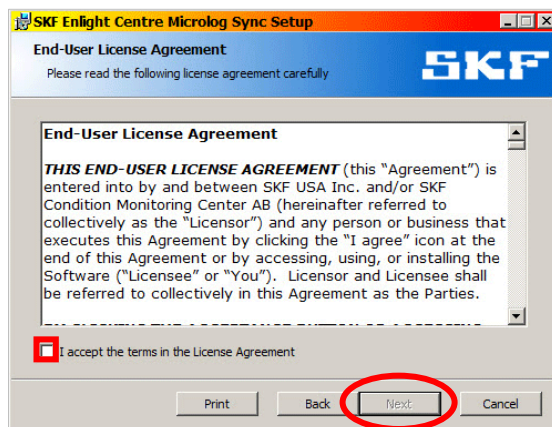 SKF Enlight Centre Microlog Sync Setup
End-User License Agreement
Please read the following license agreement carefully
SKF
End-User License Agreement
THIS END-USER LICENSE AGREEMENT (this “Agreement”) is
entered into by and between SKF USA Inc. and/or SKF
Condition Monitoring Center AB (hereinafter referred to
collectively as the “Licensor”) and any person or business that
executes this Agreement by clicking the “I agree” icon at the
end of this Agreement or by accessing, using, or installing the
Software (“Licensee” or “You”). Licensor and Licensee shall
be referred to collectively in this Agreement as the Parties.
I accept the terms in the License Agreement
Print Back Next Cancel